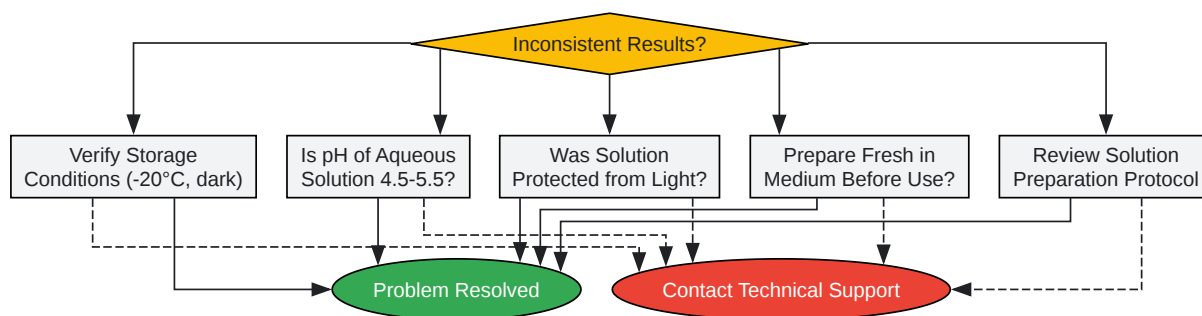 Inconsistent Results?
Verify Storage
Conditions (-20°C, dark)
Is pH of Aqueous
Solution 4.5-5.5?
Was Solution
Protected from Light?
Prepare Fresh in
Medium Before Use?
Review Solution
Preparation Protocol
Problem Resolved
Contact Technical Support